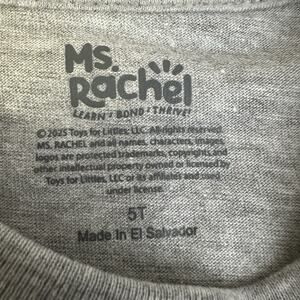 Ms.
Rachel
LEARN • BOND • THRIVE™
© 2025 Toys for Littles, LLC. All rights reserved.
MS. RACHEL and all names, characters, images,
logos are protected trademarks, copyrights and
other intellectual property owned or licensed by
Toys for Littles, LLC or its affiliates and used
under license.
5T
Made in El Salvador